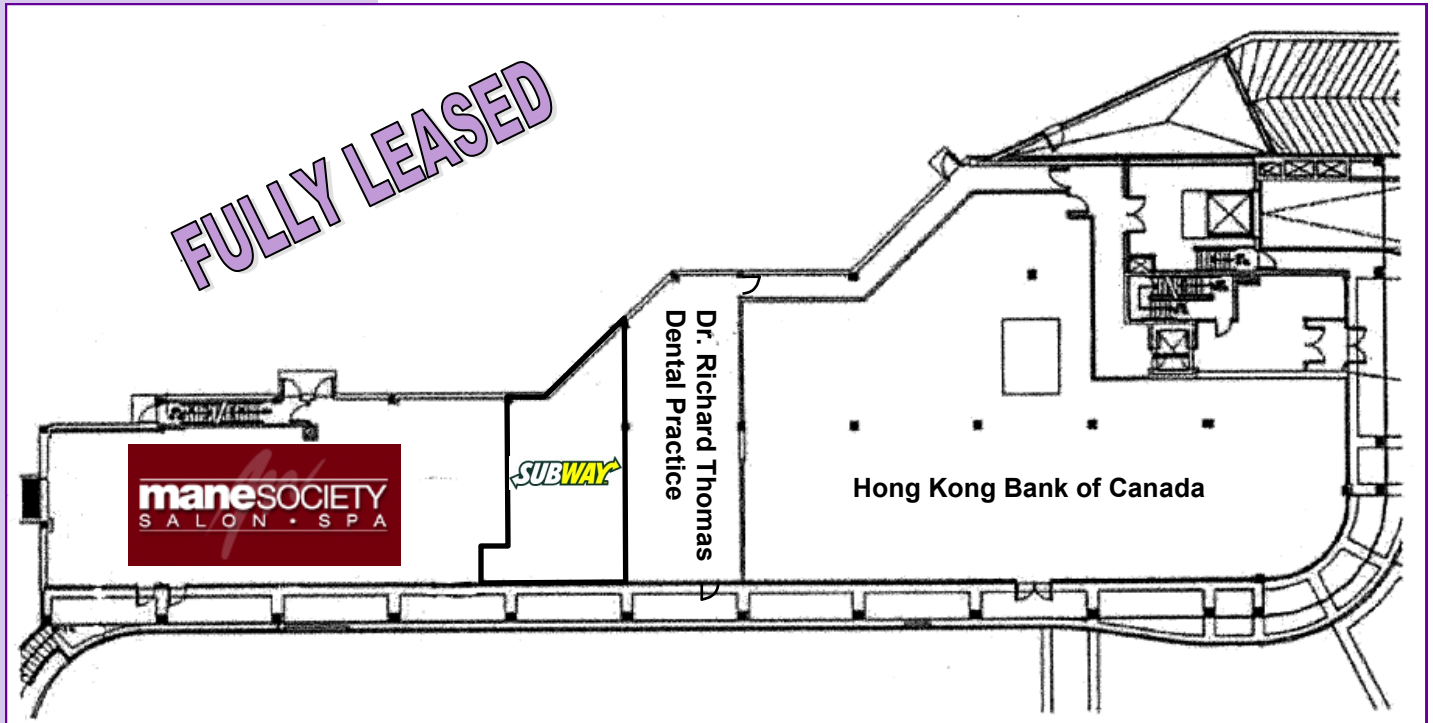 FULLY LEASED
maneSOCIETY
SALON · SPA
SUBWAY
Dr. Richard Thomas
Dental Practice
Hong Kong Bank of Canada